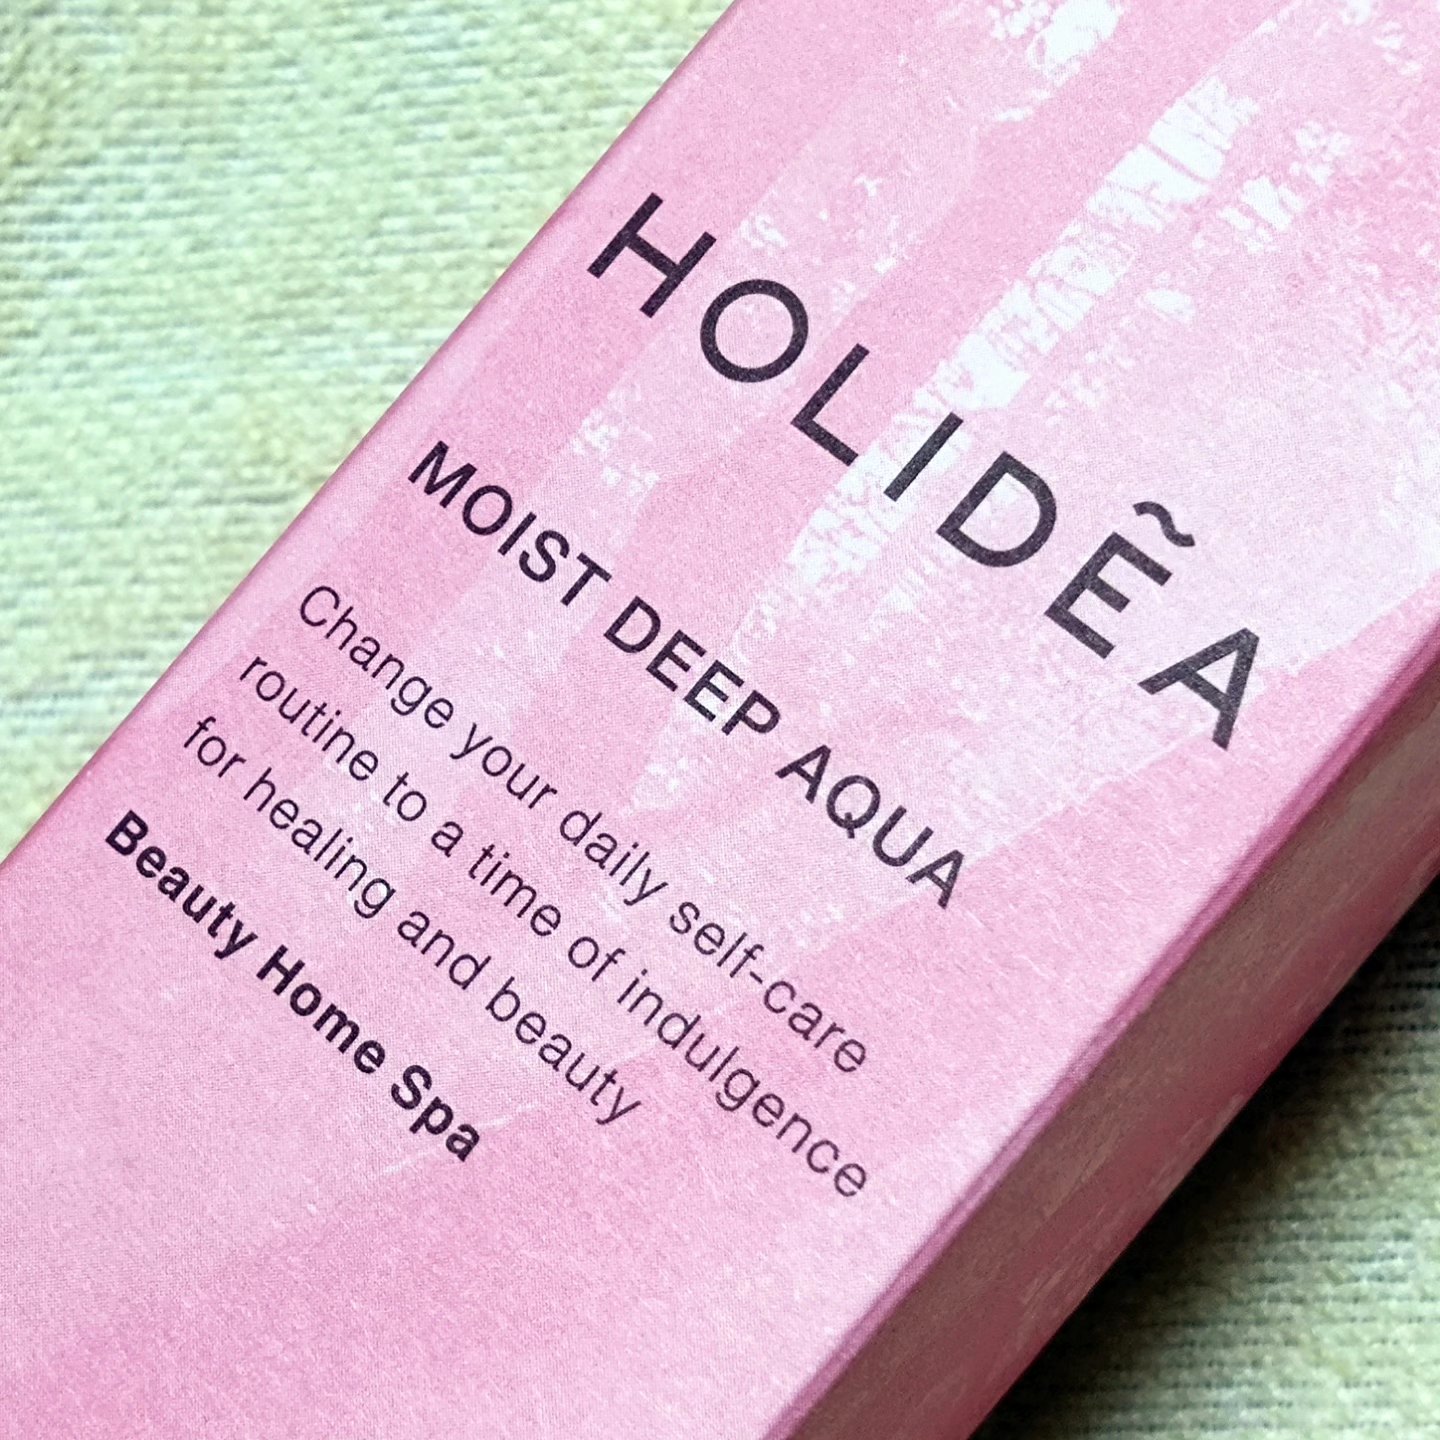 HOLIDẼA
MOIST DEEP AQUA
Change your daily self-care
routine to a time of indulgence
for healing and beauty
Beauty Home Spa